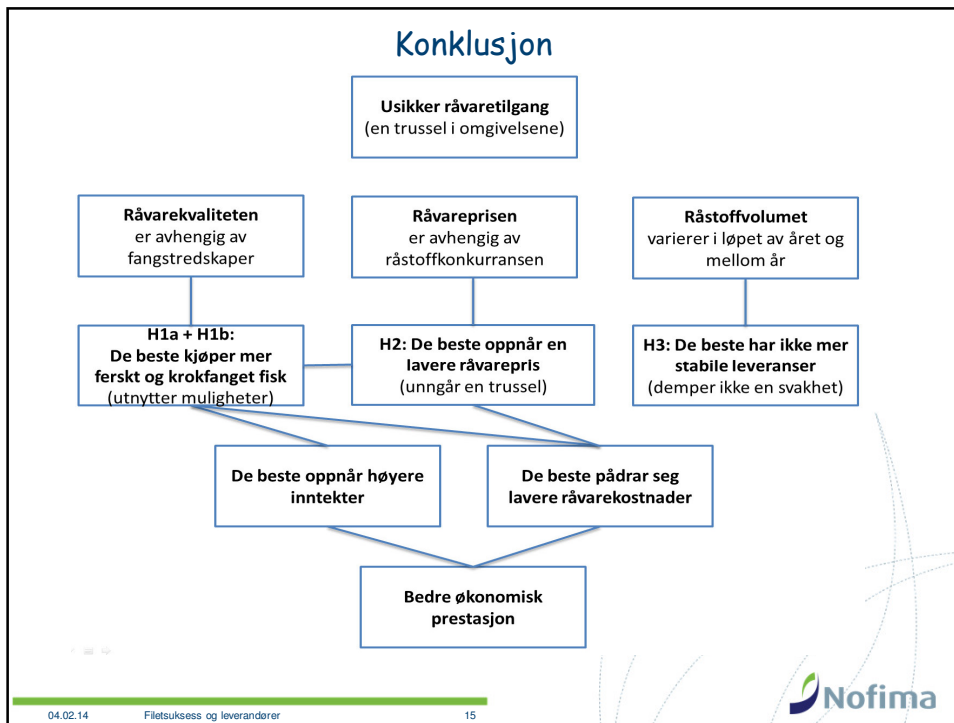 Konklusjon
Usikker råvaretilgang
(en trussel i omgivelsene)
Råvarekvaliteten
er avhengig av
fangstredskaper
Råvareprisen
er avhengig av
råstoffkonkurransen
Råstoffvolumet
varierer i løpet av året og
mellom år
H1a + H1b:
De beste kjøper mer
ferskt og krokfanget fisk
(utnytter muligheter)
H2: De beste oppnår en
lavere råvarepris
(unngår en trussel)
H3: De beste har ikke mer
stabile leveranser
(demper ikke en svakhet)
De beste oppnår høyere
inntekter
De beste pådrar seg
lavere råvarekostnader
Bedre økonomisk
prestasjon
04.02.14 Filetsuksess og leverandører 15
Nofima